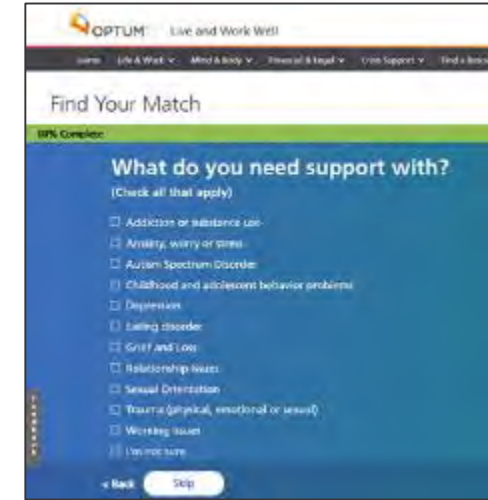 OPTUM Live and Work Well
Home Life & Work Mind & Body Financial & Legal Crisis Support Find a
Find Your Match
% Complete
What do you need support with?
(Check all that apply)
Addiction or substance use
Anxiety, worry or stress
Autism Spectrum Disorder
Childhood and adolescent behavior problems
Depression
Eating disorder
Grief and Loss
Relationship Issues
Sexual Orientation
Trauma (physical, emotional or sexual)
Working Issues
I'm not sure
< Back Skip